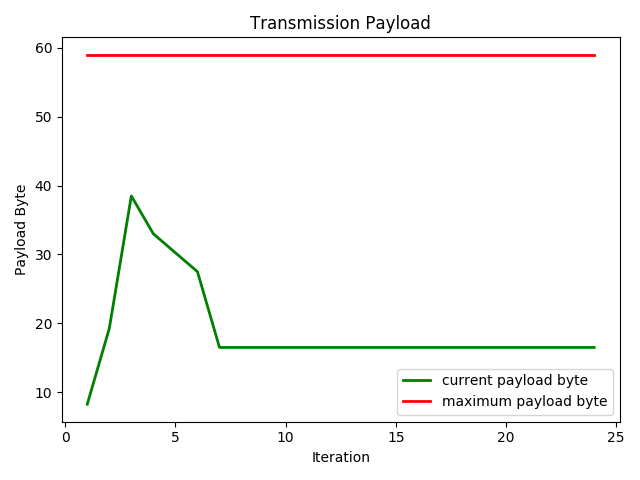 Transmission Payload
60
50
40
30
20
10
Payload Byte
current payload byte
maximum payload byte
0 5 10 15 20 25
Iteration